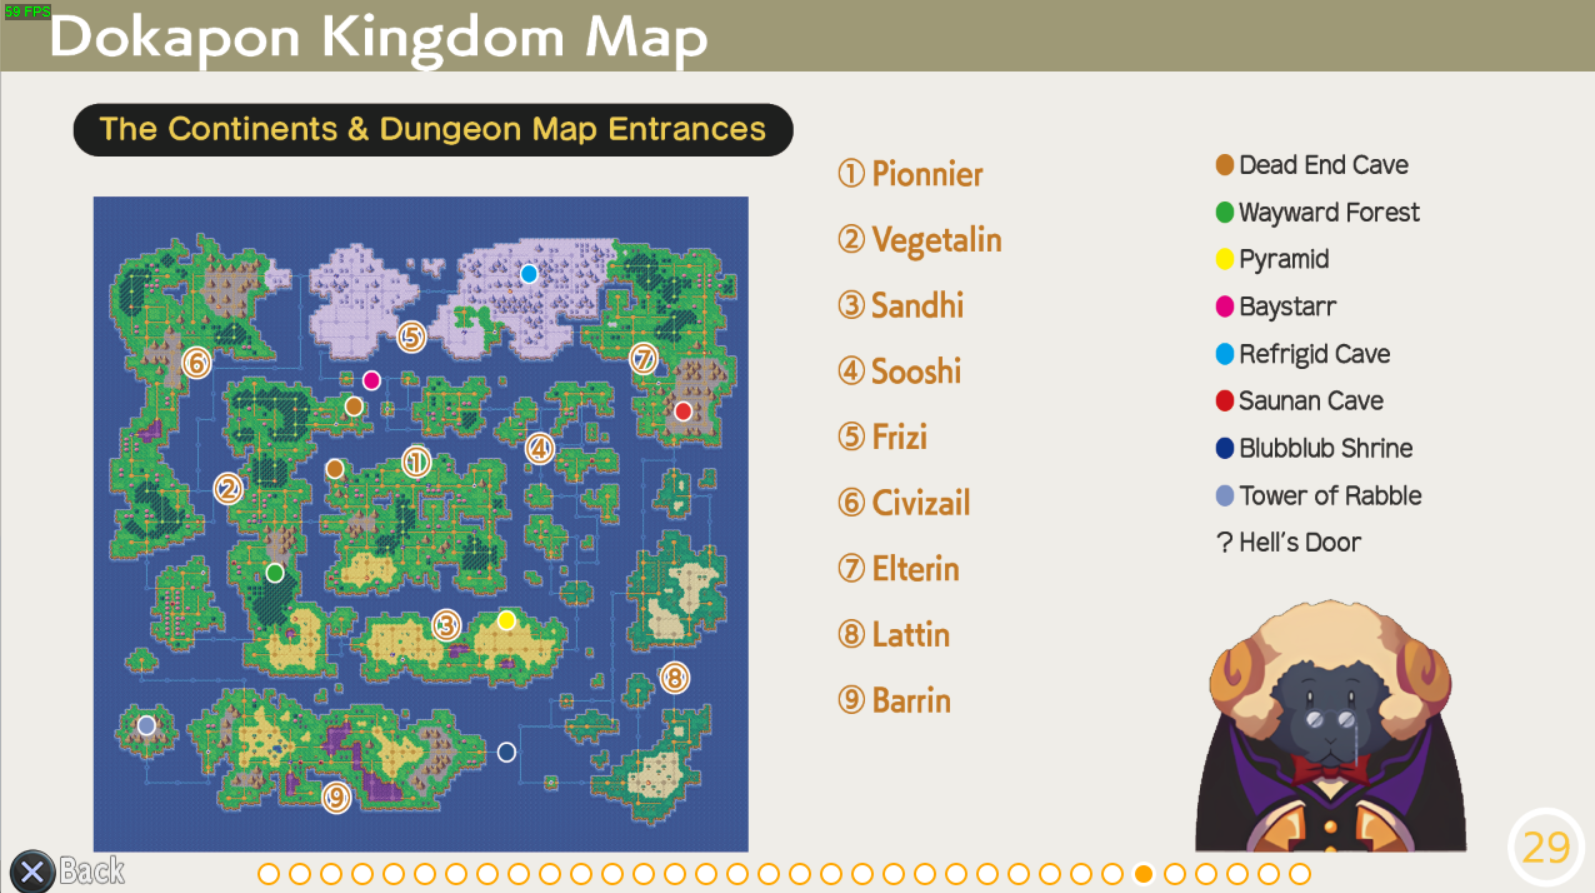 59 FPS
Dokapon Kingdom Map
The Continents & Dungeon Map Entrances
① Pionnier
② Vegetalin
③ Sandhi
④ Sooshi
⑤ Frizi
⑥ Civizail
⑦ Elterin
⑧ Lattin
⑨ Barrin
Dead End Cave
Wayward Forest
Pyramid
Baystarr
Refrigid Cave
Saunan Cave
Blubblub Shrine
Tower of Rabble
? Hell's Door
⑤
⑥
⑦
④
①
②
③
⑧
⑨
Back
29